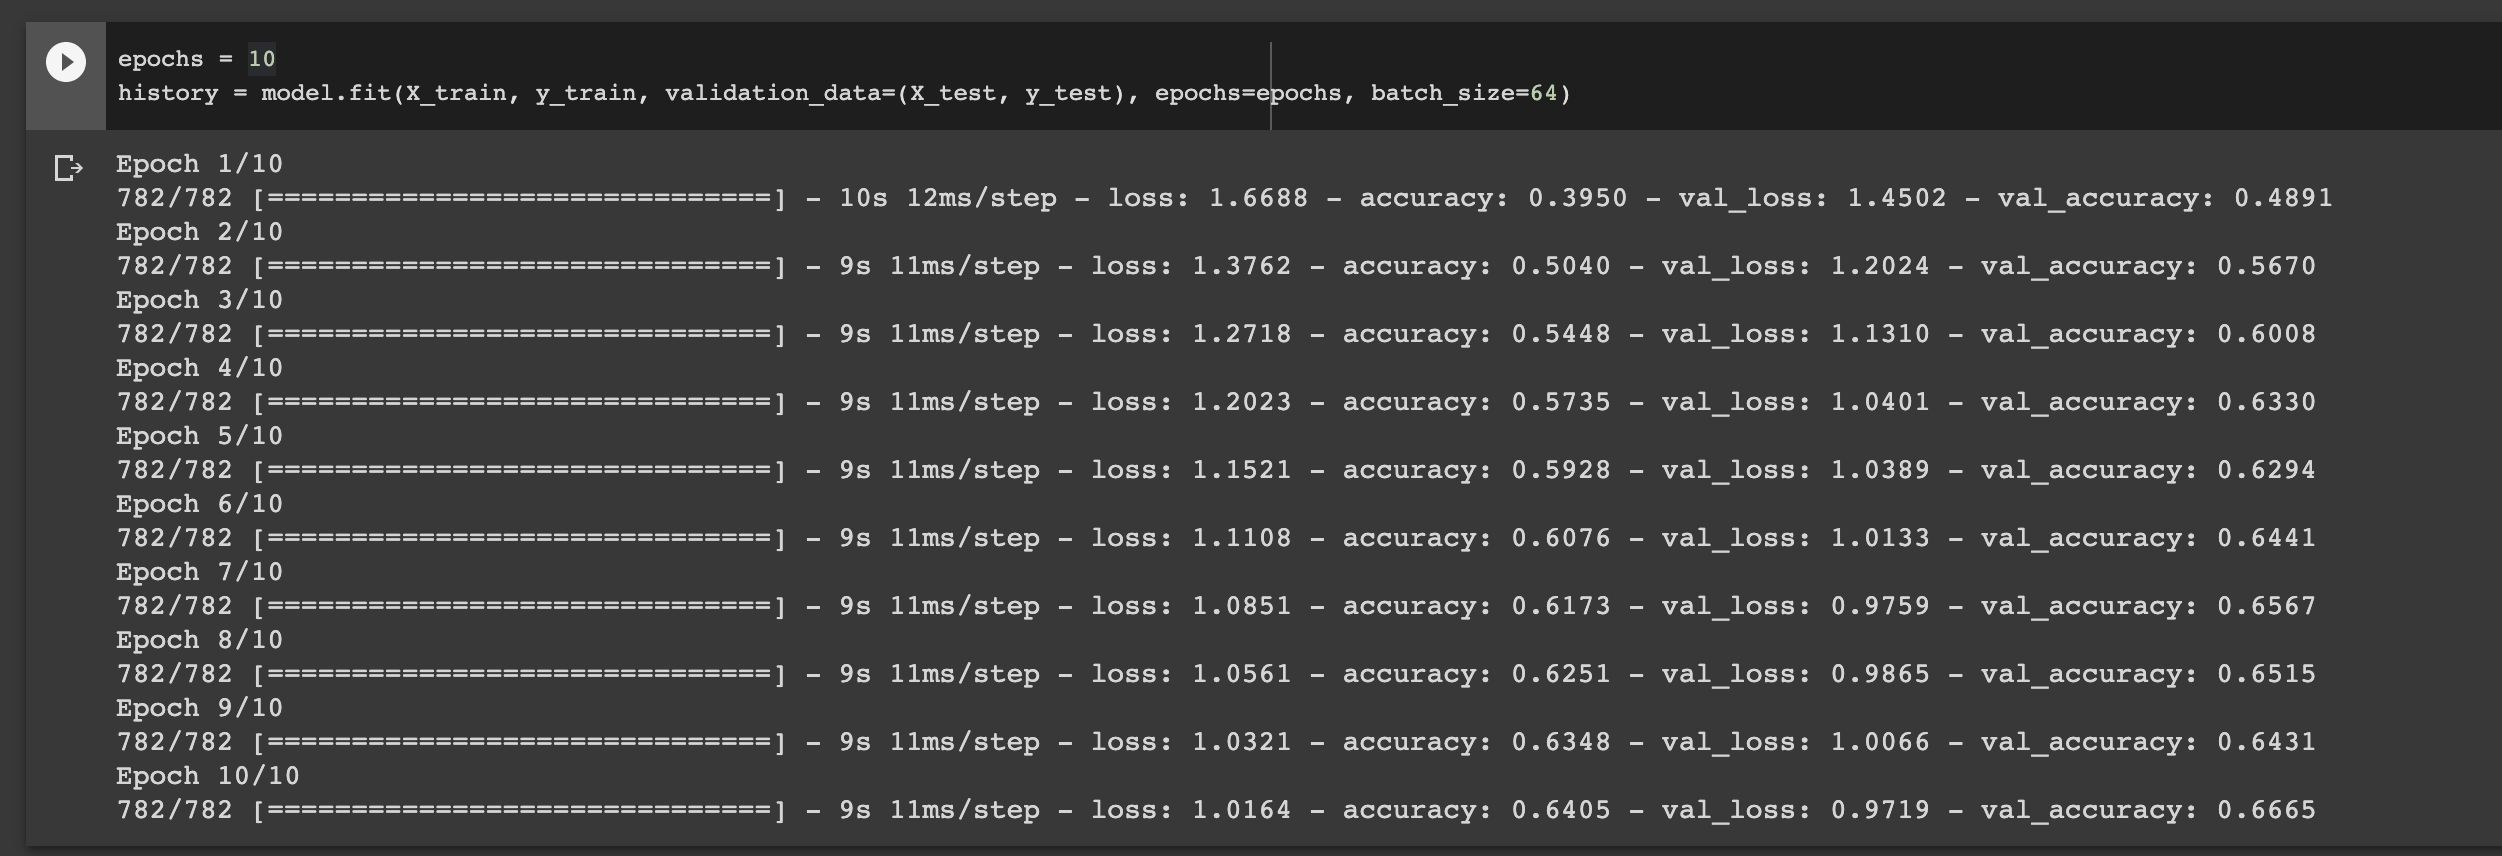 epochs = 10
history = model.fit(X_train, y_train, validation_data=(X_test, y_test), epochs=epochs, batch_size=64)
Epoch 1/10
782/782 [==============================] - 10s 12ms/step - loss: 1.6688 - accuracy: 0.3950 - val_loss: 1.4502 - val_accuracy: 0.4891
Epoch 2/10
782/782 [==============================] - 9s 11ms/step - loss: 1.3762 - accuracy: 0.5040 - val_loss: 1.2024 - val_accuracy: 0.5670
Epoch 3/10
782/782 [==============================] - 9s 11ms/step - loss: 1.2718 - accuracy: 0.5448 - val_loss: 1.1310 - val_accuracy: 0.6008
Epoch 4/10
782/782 [==============================] - 9s 11ms/step - loss: 1.2023 - accuracy: 0.5735 - val_loss: 1.0401 - val_accuracy: 0.6330
Epoch 5/10
782/782 [==============================] - 9s 11ms/step - loss: 1.1521 - accuracy: 0.5928 - val_loss: 1.0389 - val_accuracy: 0.6294
Epoch 6/10
782/782 [==============================] - 9s 11ms/step - loss: 1.1108 - accuracy: 0.6076 - val_loss: 1.0133 - val_accuracy: 0.6441
Epoch 7/10
782/782 [==============================] - 9s 11ms/step - loss: 1.0851 - accuracy: 0.6173 - val_loss: 0.9759 - val_accuracy: 0.6567
Epoch 8/10
782/782 [==============================] - 9s 11ms/step - loss: 1.0561 - accuracy: 0.6251 - val_loss: 0.9865 - val_accuracy: 0.6515
Epoch 9/10
782/782 [==============================] - 9s 11ms/step - loss: 1.0321 - accuracy: 0.6348 - val_loss: 1.0066 - val_accuracy: 0.6431
Epoch 10/10
782/782 [==============================] - 9s 11ms/step - loss: 1.0164 - accuracy: 0.6405 - val_loss: 0.9719 - val_accuracy: 0.6665